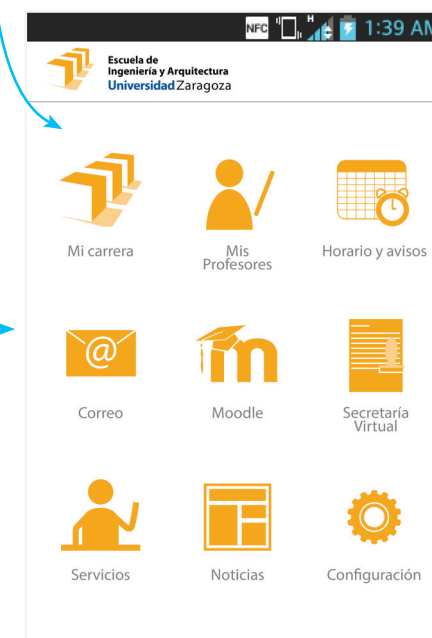 NFC H 1:39 AM
Escuela de
Ingeniería y Arquitectura
Universidad Zaragoza
Mi carrera
Mis
Profesores
Horario y avisos
@
Correo
m
Moodle
Secretaría
Virtual
Servicios
Noticias
Configuración